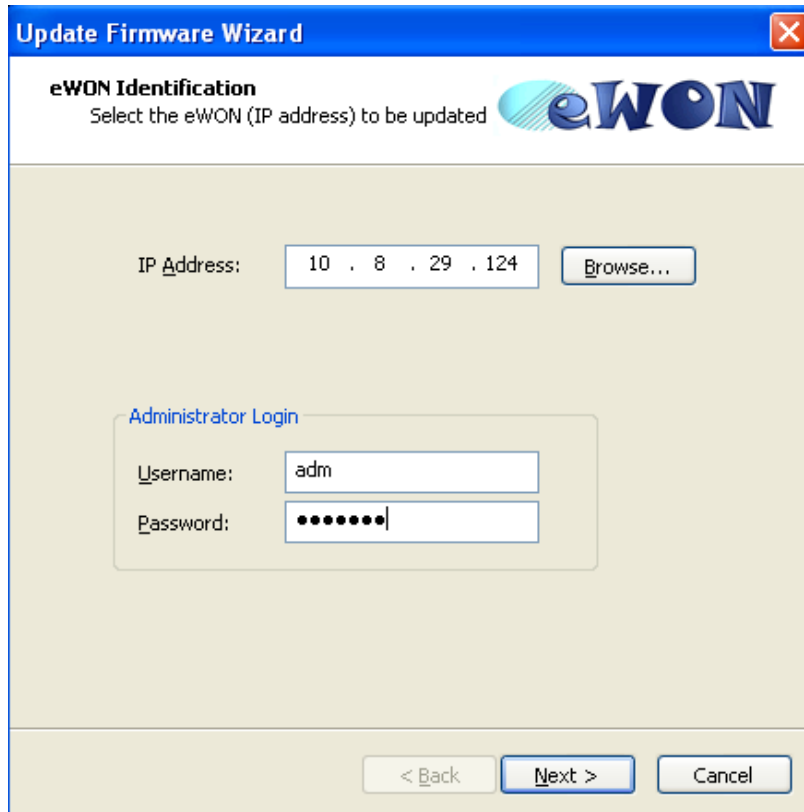 Update Firmware Wizard
eWON Identification
Select the eWON (IP address) to be updated
eWON
IP Address: 10 . 8 . 29 . 124 Browse...
Administrator Login
Username: adm
Password: •••••••
< Back Next > Cancel